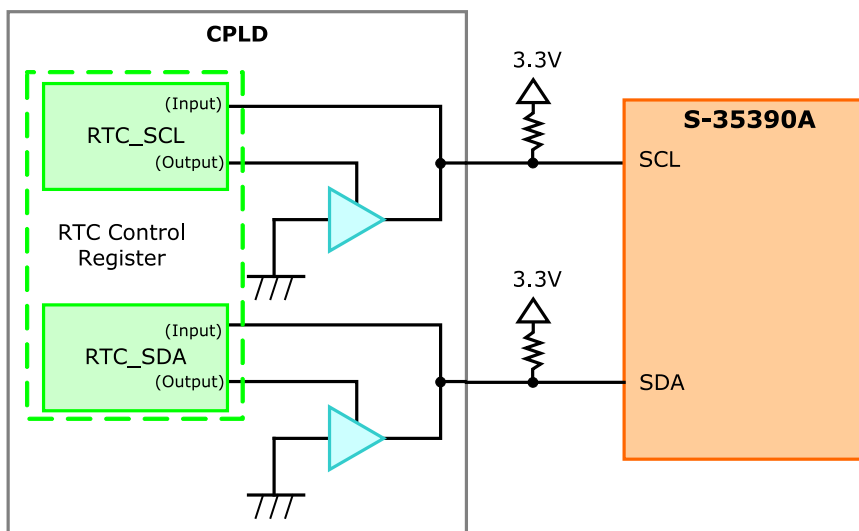 CPLD
(Input)
RTC_SCL
(Output)
RTC Control
Register
(Input)
RTC_SDA
(Output)
3.3V
3.3V
S-35390A
SCL
SDA